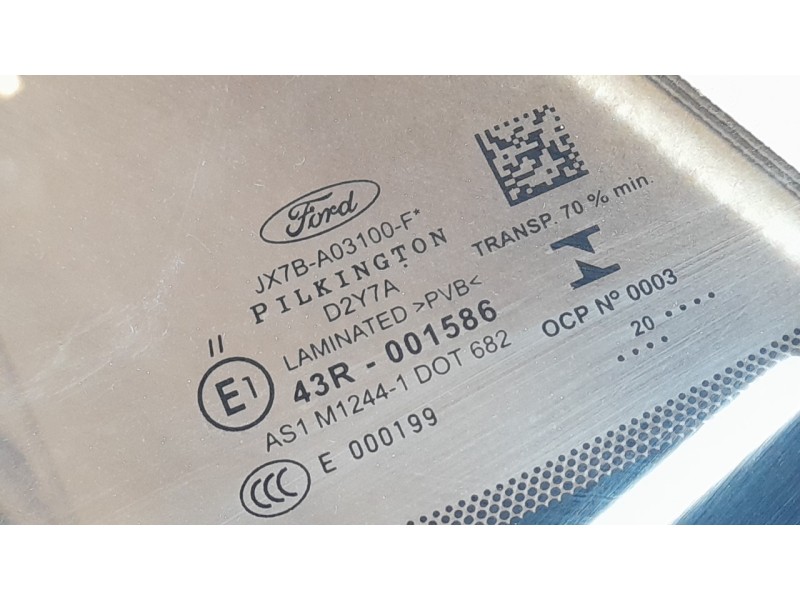 Ford
JX7B-A03100-F*
PILKINGTON
D2Y7A
LAMINATED >PVB<
II
E1
43R - 001586
AS1 M1244-1 DOT 682
CCC
E 000199
TRANSP. 70 % min.
OCP Nº 0003
.. 20 ....
....